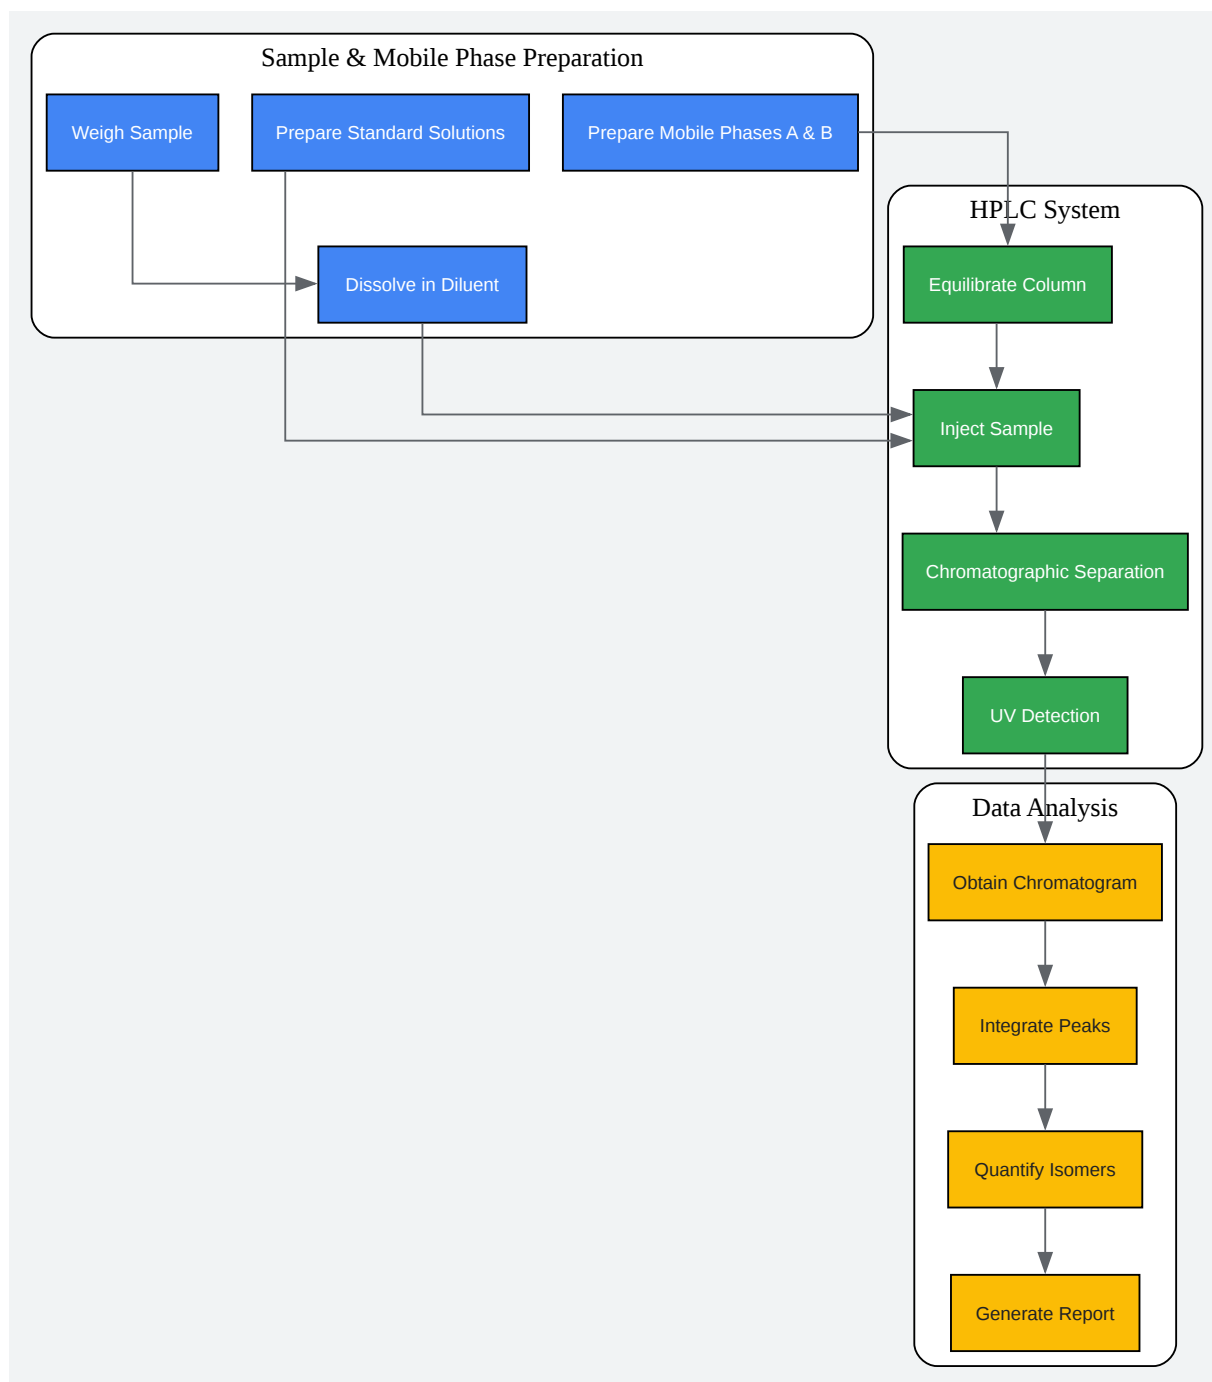 Sample & Mobile Phase Preparation
Weigh Sample
Prepare Standard Solutions
Prepare Mobile Phases A & B
Dissolve in Diluent
HPLC System
Equilibrate Column
Inject Sample
Chromatographic Separation
UV Detection
Data Analysis
Obtain Chromatogram
Integrate Peaks
Quantify Isomers
Generate Report